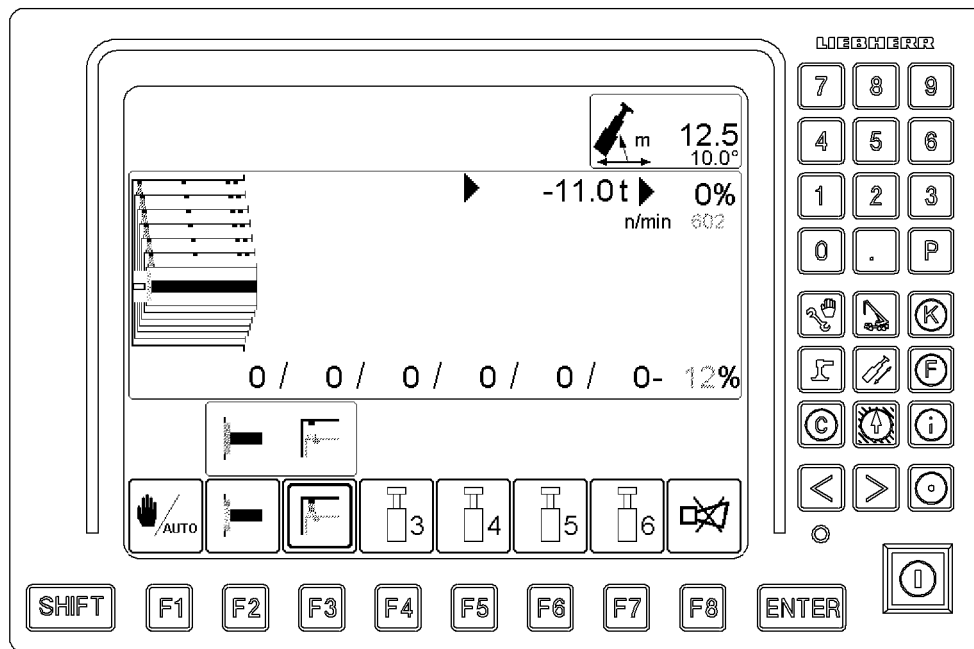 LIEBHERR
m 12.5
10.0°
-11.0 t 0%
n/min 602
0 / 0 / 0 / 0 / 0 / 0- 12%
AUTO 3 4 5 6
SHIFT F1 F2 F3 F4 F5 F6 F7 F8 ENTER
7 8 9
4 5 6
1 2 3
0 . P
K
F
C i
< >